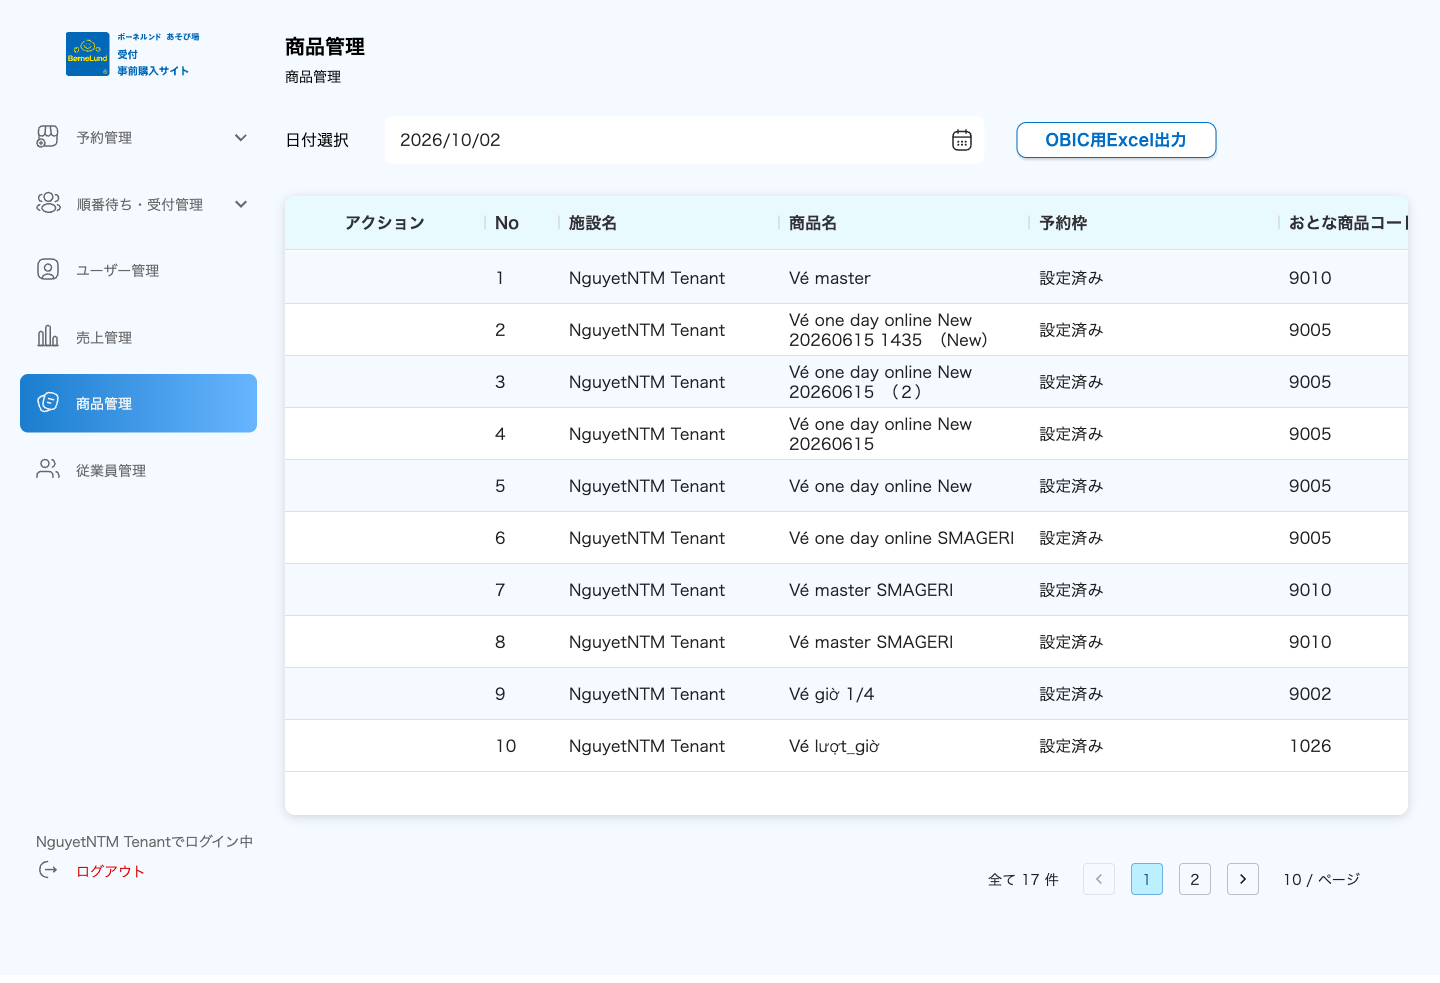 ボーネルンド あそび場
受付
事前購入サイト
BørneLund
商品管理
商品管理
予約管理
順番待ち・受付管理
ユーザー管理
売上管理
商品管理
従業員管理
日付選択 2026/10/02 OBIC用Excel出力
アクション No 施設名 商品名 予約枠 おとな商品コード
1 NguyetNTM Tenant Vé master 設定済み 9010
2 NguyetNTM Tenant Vé one day online New 20260615 1435 （New） 設定済み 9005
3 NguyetNTM Tenant Vé one day online New 20260615 （２） 設定済み 9005
4 NguyetNTM Tenant Vé one day online New 20260615 設定済み 9005
5 NguyetNTM Tenant Vé one day online New 設定済み 9005
6 NguyetNTM Tenant Vé one day online SMAGERI 設定済み 9005
7 NguyetNTM Tenant Vé master SMAGERI 設定済み 9010
8 NguyetNTM Tenant Vé master SMAGERI 設定済み 9010
9 NguyetNTM Tenant Vé giờ 1/4 設定済み 9002
10 NguyetNTM Tenant Vé lượt_giờ 設定済み 1026
NguyetNTM Tenantでログイン中
ログアウト
全て 17 件 1 2 10 / ページ